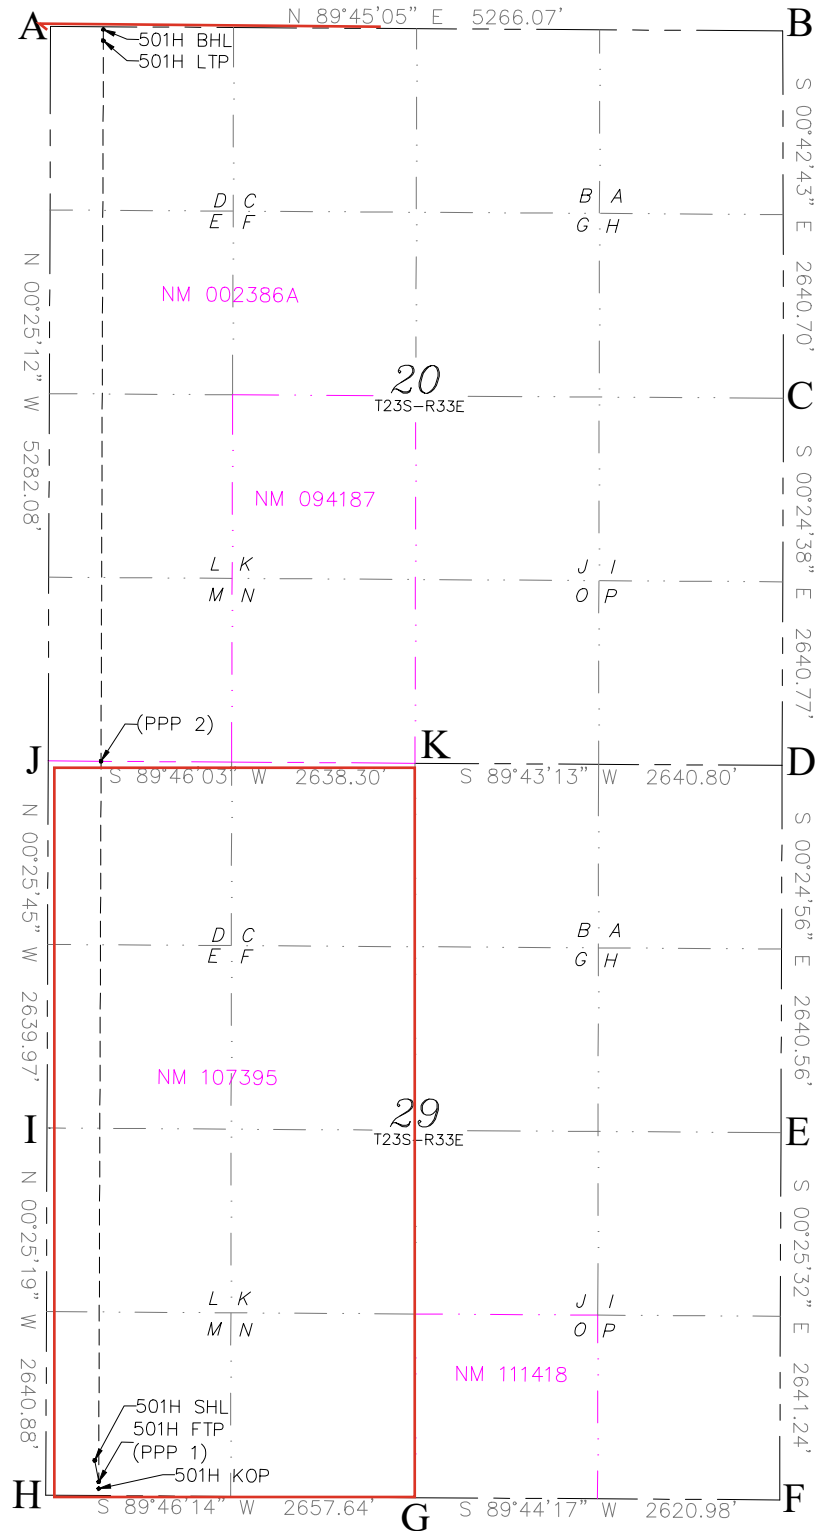 A
N 89°45'05" E 5266.07'
B
501H BHL
501H LTP
S 00°42'43" E 2640.70'
D C
E F
B A
G H
N 00°25'12" W 5282.08'
NM 002386A
20
T23S-R33E
C
NM 094187
S 00°24'38" E 2640.77'
L K
M N
J I
O P
(PPP 2)
J
K
D
S 89°46'03" W 2638.30'
S 89°43'13" W 2640.80'
N 00°25'45" W 2639.97'
S 00°24'56" E 2640.56'
D C
E F
B A
G H
NM 107395
29
T23S-R33E
I
E
N 00°25'19" W 2640.88'
S 00°25'32" E 2641.24'
L K
M N
J I
O P
NM 111418
501H SHL
501H FTP
(PPP 1)
501H KOP
H
S 89°46'14" W 2657.64'
G
S 89°44'17" W 2620.98'
F